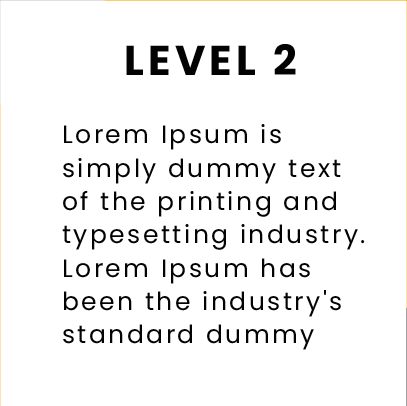 LEVEL 2
Lorem Ipsum is
simply dummy text
of the printing and
typesetting industry.
Lorem Ipsum has
been the industry's
standard dummy